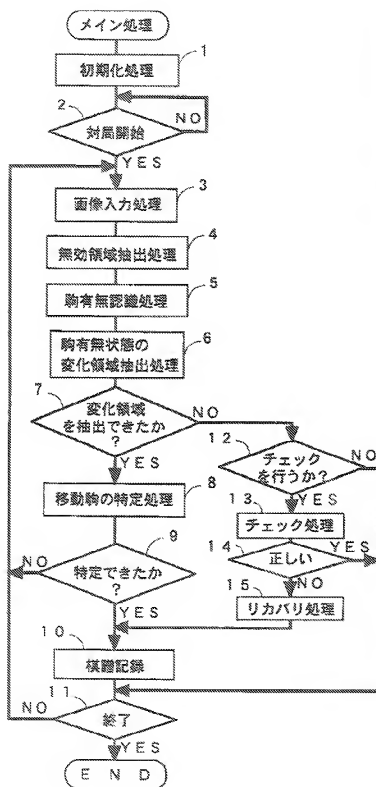 メイン処理
1
初期化処理
2
NO
対局開始
YES
3
画像入力処理
4
無効領域抽出処理
5
駒有無認識処理
6
駒有無状態の
変化領域抽出処理
7
変化領域
を抽出できたか
?
NO
YES
12
チェック
を行うか?
NO
YES
8
移動駒の特定処理
13
チェック処理
14
正しい
YES
NO
9
NO
特定できたか
?
YES
15
リカバリ処理
10
棋譜記録
11
NO
終了
YES
END